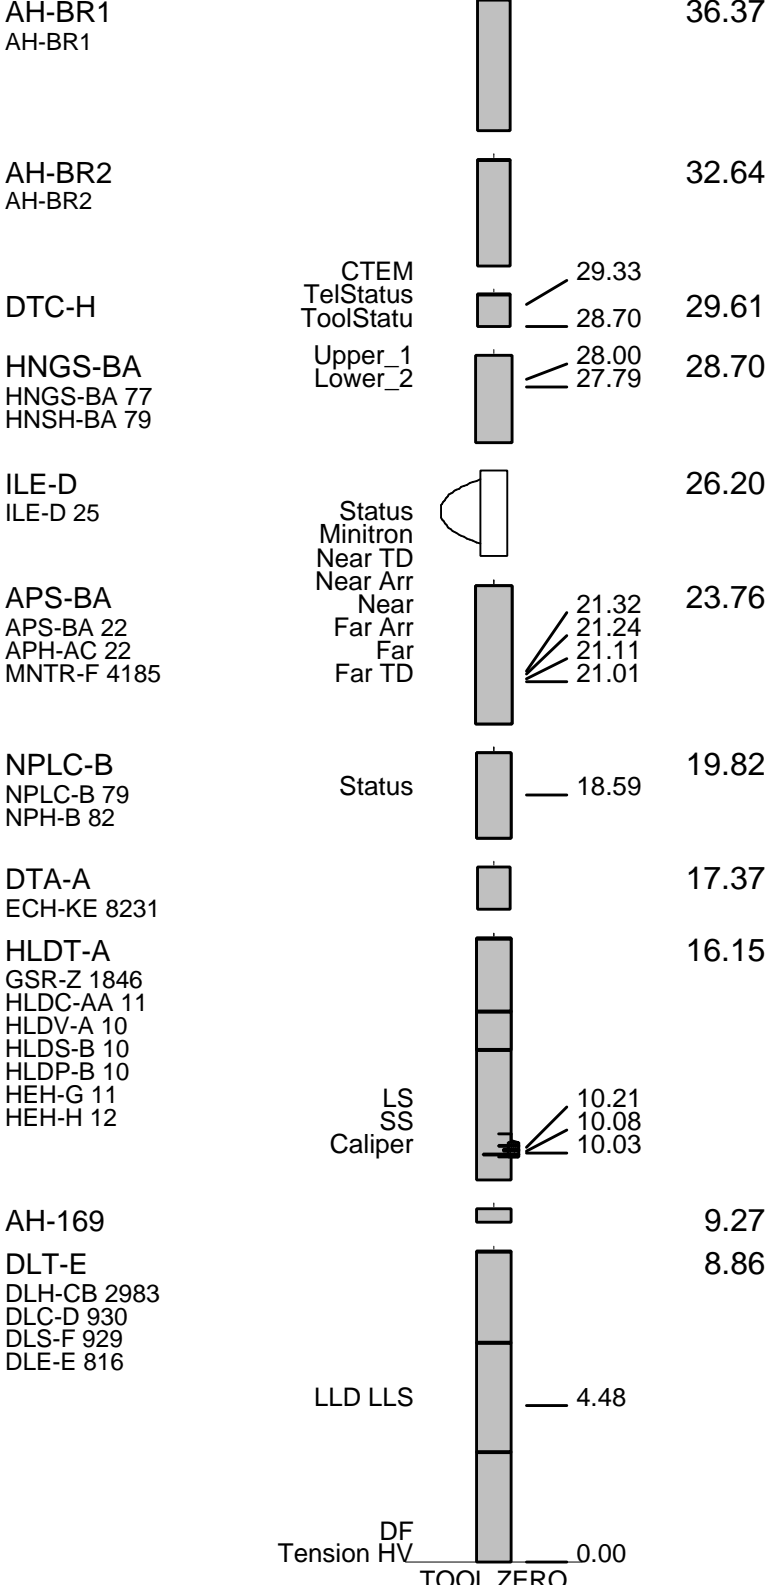 AH-BR1 36.37
AH-BR1
AH-BR2 32.64
AH-BR2
CTEM 29.33
TelStatus
DTC-H 29.61
ToolStatu 28.70
Upper_1 28.00
HNGS-BA 28.70
Lower_2 27.79
HNGS-BA 77
HNSH-BA 79
ILE-D 26.20
ILE-D 25 Status
Minitron
Near TD
Near Arr
APS-BA 23.76
Near 21.32
APS-BA 22 Far Arr 21.24
APH-AC 22 Far 21.11
MNTR-F 4185 Far TD 21.01
NPLC-B 19.82
Status 18.59
NPLC-B 79
NPH-B 82
DTA-A 17.37
ECH-KE 8231
HLDT-A 16.15
GSR-Z 1846
HLDC-AA 11
HLDV-A 10
HLDS-B 10
HLDP-B 10
HEH-G 11 LS 10.21
HEH-H 12 SS 10.08
Caliper 10.03
AH-169 9.27
DLT-E 8.86
DLH-CB 2983
DLC-D 930
DLS-F 929
DLE-E 816
LLD LLS 4.48
DF
Tension HV 0.00
TOOL ZERO